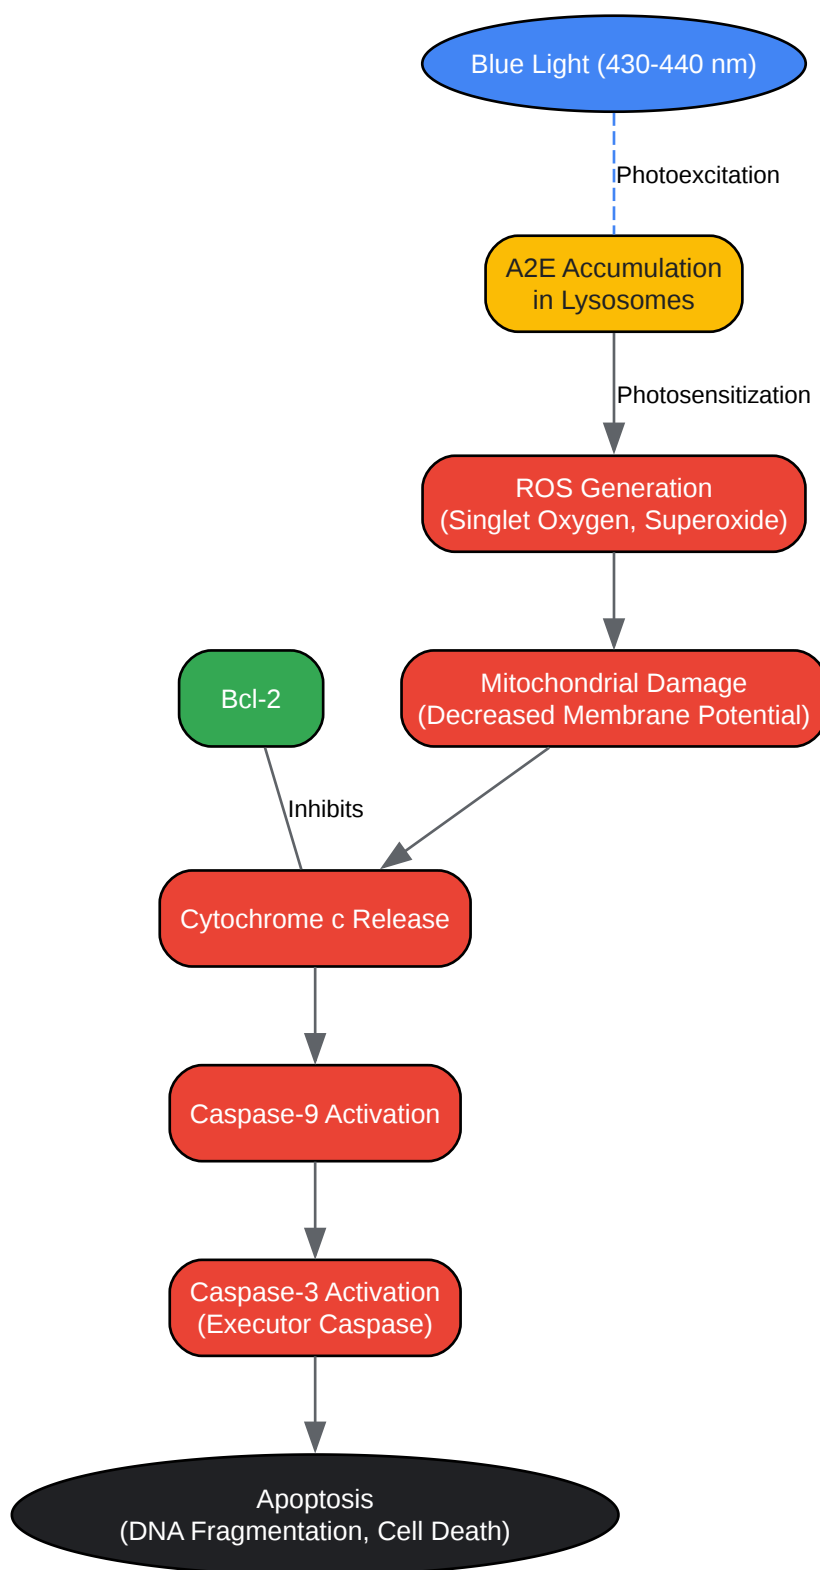 Blue Light (430-440 nm)
Photoexcitation
A2E Accumulation
in Lysosomes
Photosensitization
ROS Generation
(Singlet Oxygen, Superoxide)
Bcl-2
Mitochondrial Damage
(Decreased Membrane Potential)
Inhibits
Cytochrome c Release
Caspase-9 Activation
Caspase-3 Activation
(Executor Caspase)
Apoptosis
(DNA Fragmentation, Cell Death)